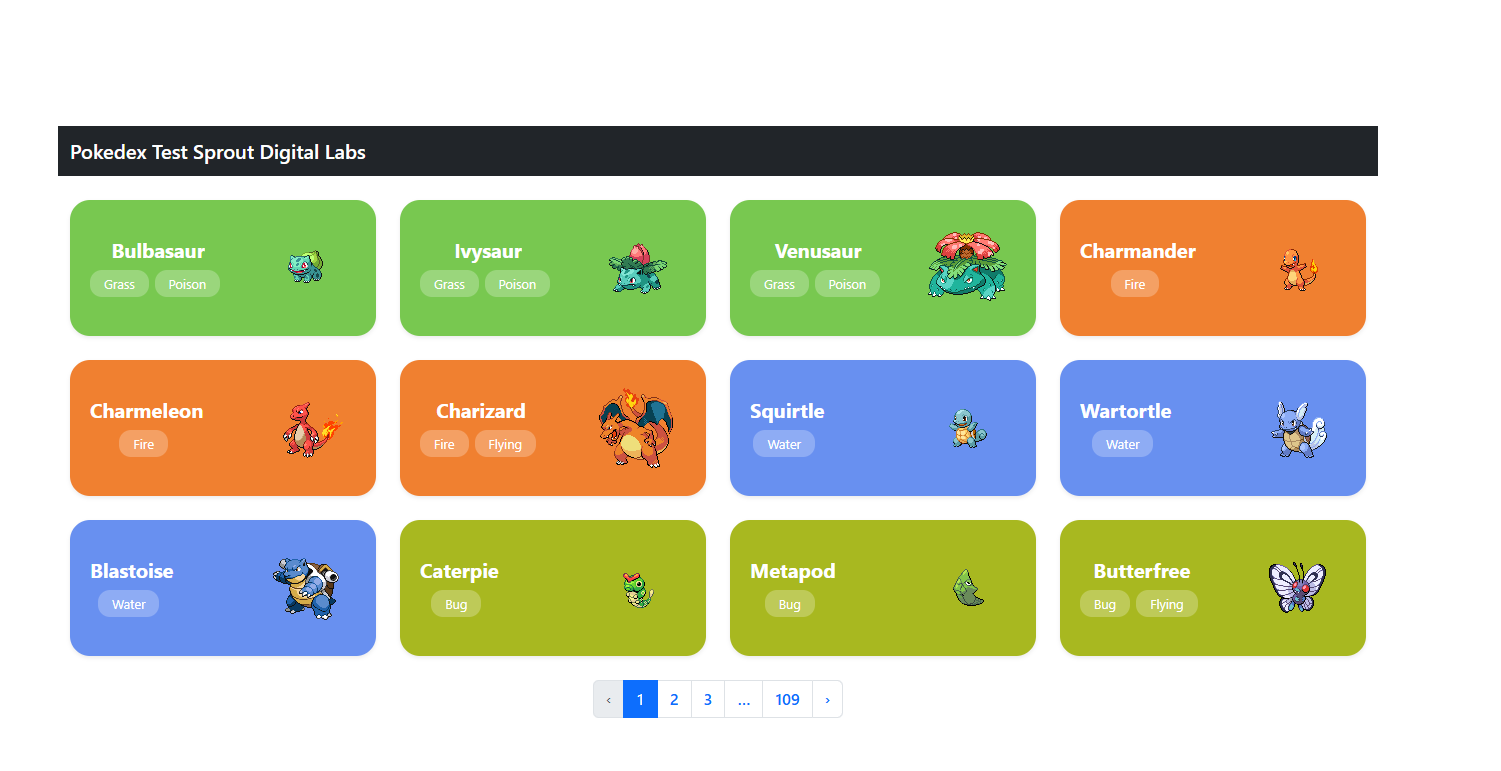 Pokedex Test Sprout Digital Labs
Bulbasaur
Grass Poison
Ivysaur
Grass Poison
Venusaur
Grass Poison
Charmander
Fire
Charmeleon
Fire
Charizard
Fire Flying
Squirtle
Water
Wartortle
Water
Blastoise
Water
Caterpie
Bug
Metapod
Bug
Butterfree
Bug Flying
‹ 1 2 3 ... 109 ›